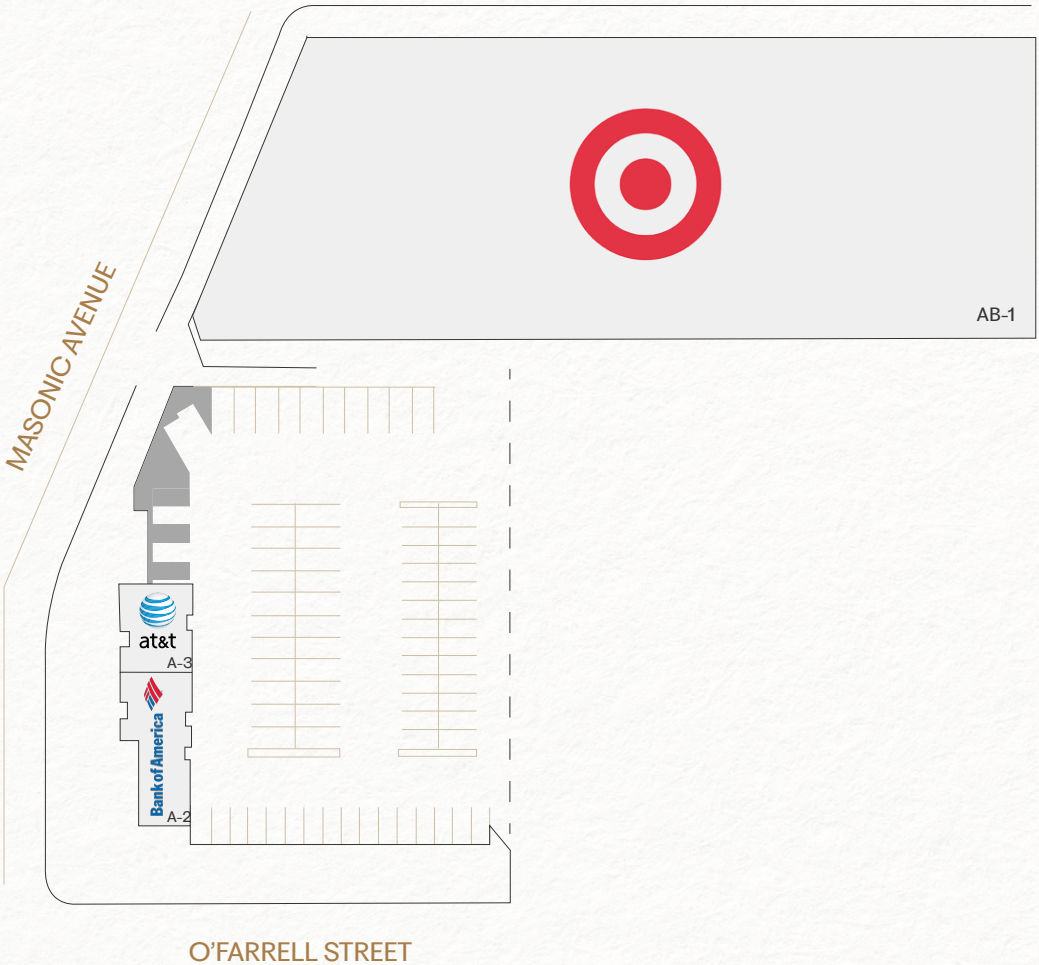 AB-1
MASONIC AVENUE
at&t
A-3
Bank of America
A-2
O'FARRELL STREET